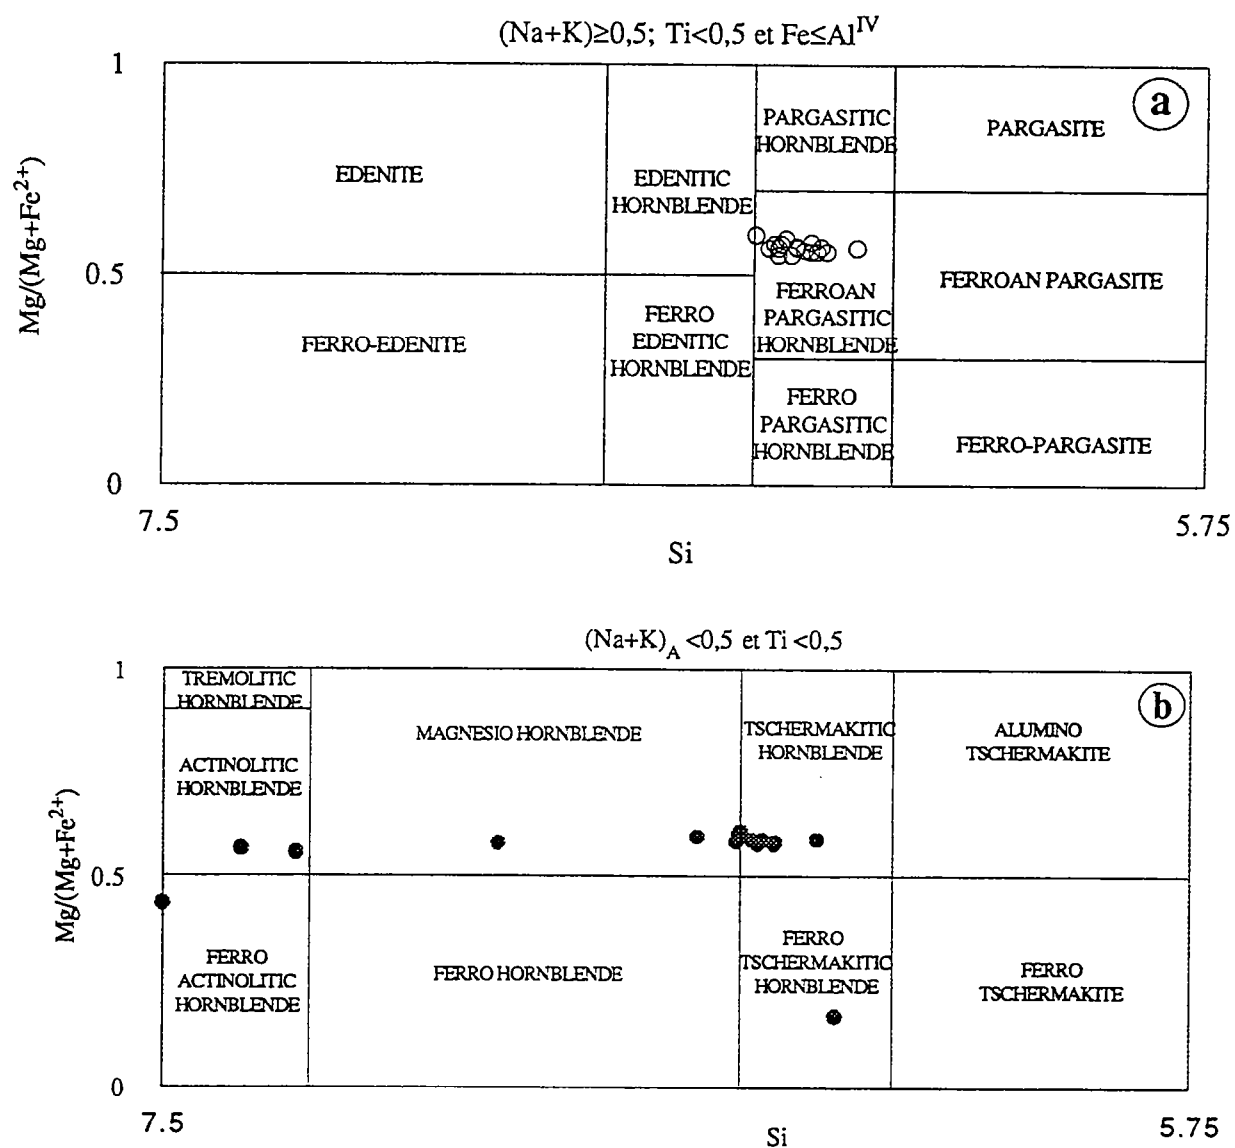 (Na+K)≥0,5; Ti<0,5 et Fe≤Al^IV
1
a
PARGASITIC
HORNBLENDE
PARGASITE
EDENITE
EDENITIC
HORNBLENDE
Mg/(Mg+Fe²⁺)
0.5
FERROAN
PARGASITIC
HORNBLENDE
FERROAN PARGASITE
FERRO-EDENITE
FERRO
EDENITIC
HORNBLENDE
FERRO
PARGASITIC
HORNBLENDE
FERRO-PARGASITE
0
7.5
5.75
Si
(Na+K)_A <0,5 et Ti <0,5
1
TREMOLITIC
HORNBLENDE
b
MAGNESIO HORNBLENDE
TSCHERMAKITIC
HORNBLENDE
ALUMINO
TSCHERMAKITE
ACTINOLITIC
HORNBLENDE
Mg/(Mg+Fe²⁺)
0.5
FERRO
ACTINOLITIC
HORNBLENDE
FERRO HORNBLENDE
FERRO
TSCHERMAKITIC
HORNBLENDE
FERRO
TSCHERMAKITE
0
7.5
5.75
Si